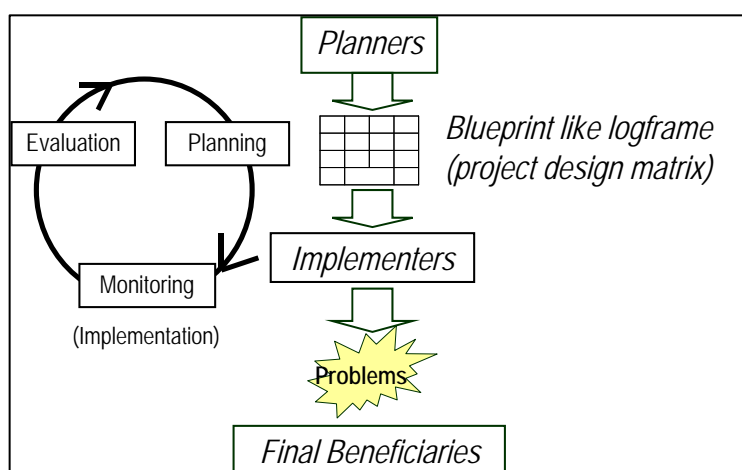 Planners
Evaluation
Planning
Blueprint like logframe
(project design matrix)
Implementers
Monitoring
(Implementation)
Problems
Final Beneficiaries